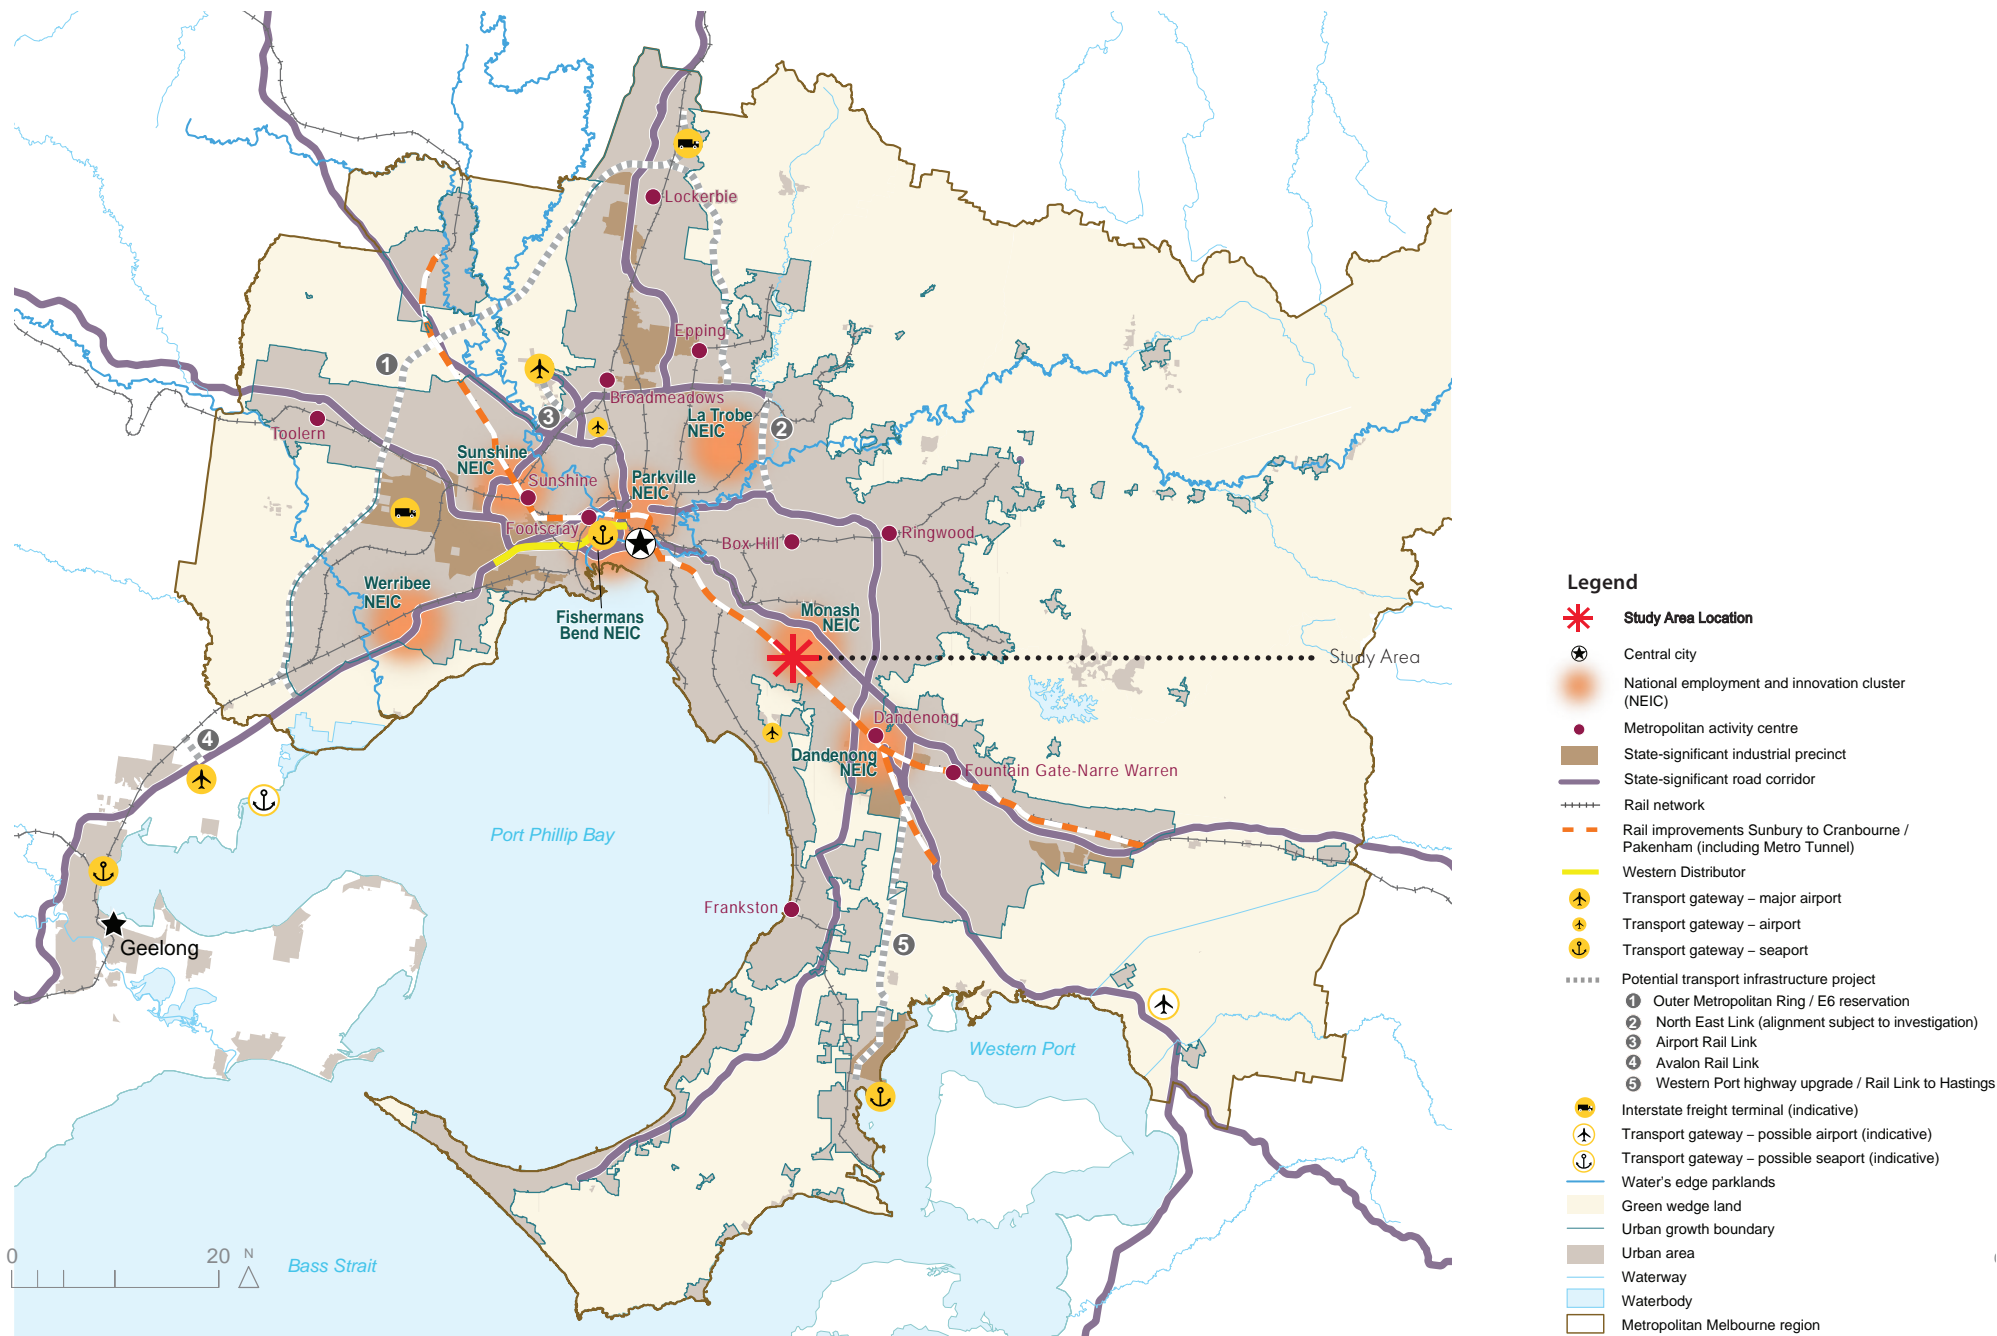 Lockerbie
Epping
1
Broadmeadows
3
La Trobe
NEIC
2
Toolern
Sunshine
NEIC
Sunshine
Parkville
NEIC
Footscray
Box Hill
Ringwood
Werribee
NEIC
Fishermans
Bend NEIC
Monash
NEIC
Study Area
4
Dandenong
Dandenong
NEIC
Fountain Gate-Narre Warren
Port Phillip Bay
Frankston
5
Geelong
Western Port
0
20
N
Bass Strait
Legend
Study Area Location
Central city
National employment and innovation cluster
(NEIC)
Metropolitan activity centre
State-significant industrial precinct
State-significant road corridor
Rail network
Rail improvements Sunbury to Cranbourne /
Pakenham (including Metro Tunnel)
Western Distributor
Transport gateway – major airport
Transport gateway – airport
Transport gateway – seaport
Potential transport infrastructure project
1 Outer Metropolitan Ring / E6 reservation
2 North East Link (alignment subject to investigation)
3 Airport Rail Link
4 Avalon Rail Link
5 Western Port highway upgrade / Rail Link to Hastings
Interstate freight terminal (indicative)
Transport gateway – possible airport (indicative)
Transport gateway – possible seaport (indicative)
Water's edge parklands
Green wedge land
Urban growth boundary
Urban area
Waterway
Waterbody
Metropolitan Melbourne region